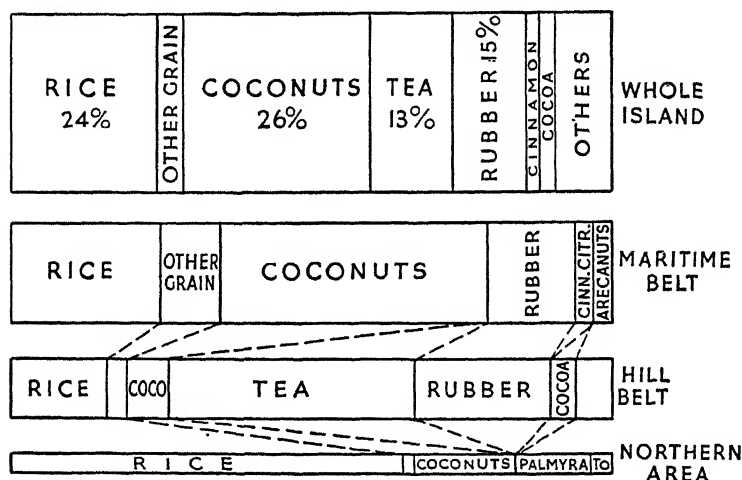 RICE
24%
OTHER GRAIN
COCONUTS
26%
TEA
13%
RUBBER 15%
CINNAMON
COCOA
OTHERS
WHOLE
ISLAND
RICE
OTHER
GRAIN
COCONUTS
RUBBER
CINN. CITR.
ARECANUTS
MARITIME
BELT
RICE
COCO
TEA
RUBBER
COCOA
HILL
BELT
RICE
COCONUTS
PALMYRA
To
NORTHERN
AREA